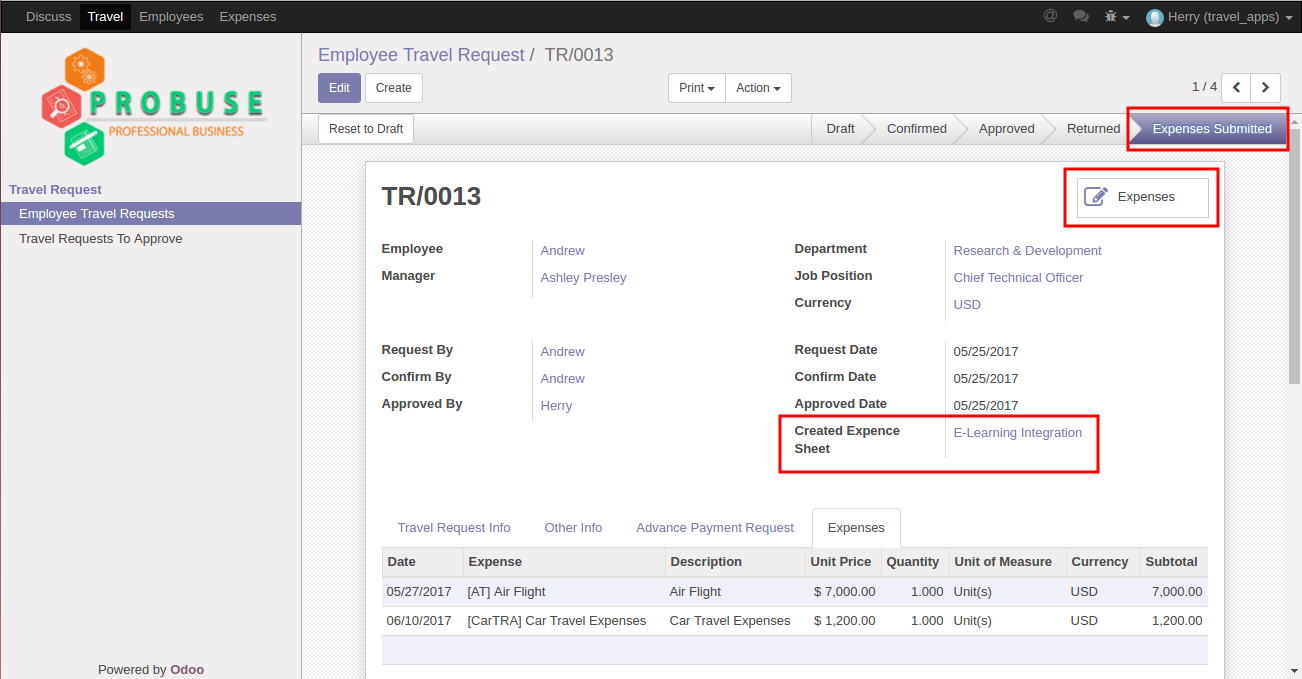 Discuss Travel Employees Expenses @ Herry (travel_apps)
PROBUSE
PROFESSIONAL BUSINESS
Travel Request
Employee Travel Requests
Travel Requests To Approve
Powered by Odoo
Employee Travel Request / TR/0013
Edit Create Print Action 1 / 4
Reset to Draft Draft Confirmed Approved Returned Expenses Submitted
TR/0013 Expenses
Employee Andrew Department Research & Development
Manager Ashley Presley Job Position Chief Technical Officer
Currency USD
Request By Andrew Request Date 05/25/2017
Confirm By Andrew Confirm Date 05/25/2017
Approved By Herry Approved Date 05/25/2017
Created Expence E-Learning Integration
Sheet
Travel Request Info Other Info Advance Payment Request Expenses
Date Expense Description Unit Price Quantity Unit of Measure Currency Subtotal
05/27/2017 [AT] Air Flight Air Flight $ 7,000.00 1.000 Unit(s) USD 7,000.00
06/10/2017 [CarTRA] Car Travel Expenses Car Travel Expenses $ 1,200.00 1.000 Unit(s) USD 1,200.00